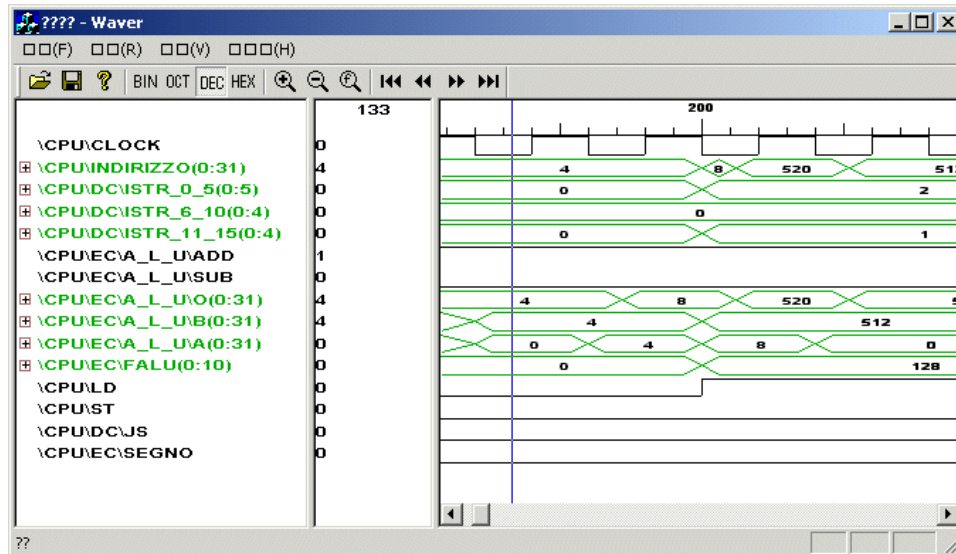 ???? - Waver
□□(F) □□(R) □□(V) □□□(H)
BIN OCT DEC HEX
133 200
\CPU\CLOCK 0
\CPU\INDIRIZZO(0:31) 4 4 8 520 512
\CPU\DC\ISTR_0_5(0:5) 0 0 2
\CPU\DC\ISTR_6_10(0:4) 0 0
\CPU\DC\ISTR_11_15(0:4) 0 0 1
\CPU\EC\A_L_U\ADD 1
\CPU\EC\A_L_U\SUB 0
\CPU\EC\A_L_U\O(0:31) 4 4 8 520
\CPU\EC\A_L_U\B(0:31) 4 4 512
\CPU\EC\A_L_U\A(0:31) 0 0 4 8 0
\CPU\EC\FALU(0:10) 0 0 128
\CPU\LD 0
\CPU\ST 0
\CPU\DC\JS 0
\CPU\EC\SEGNO 0
??